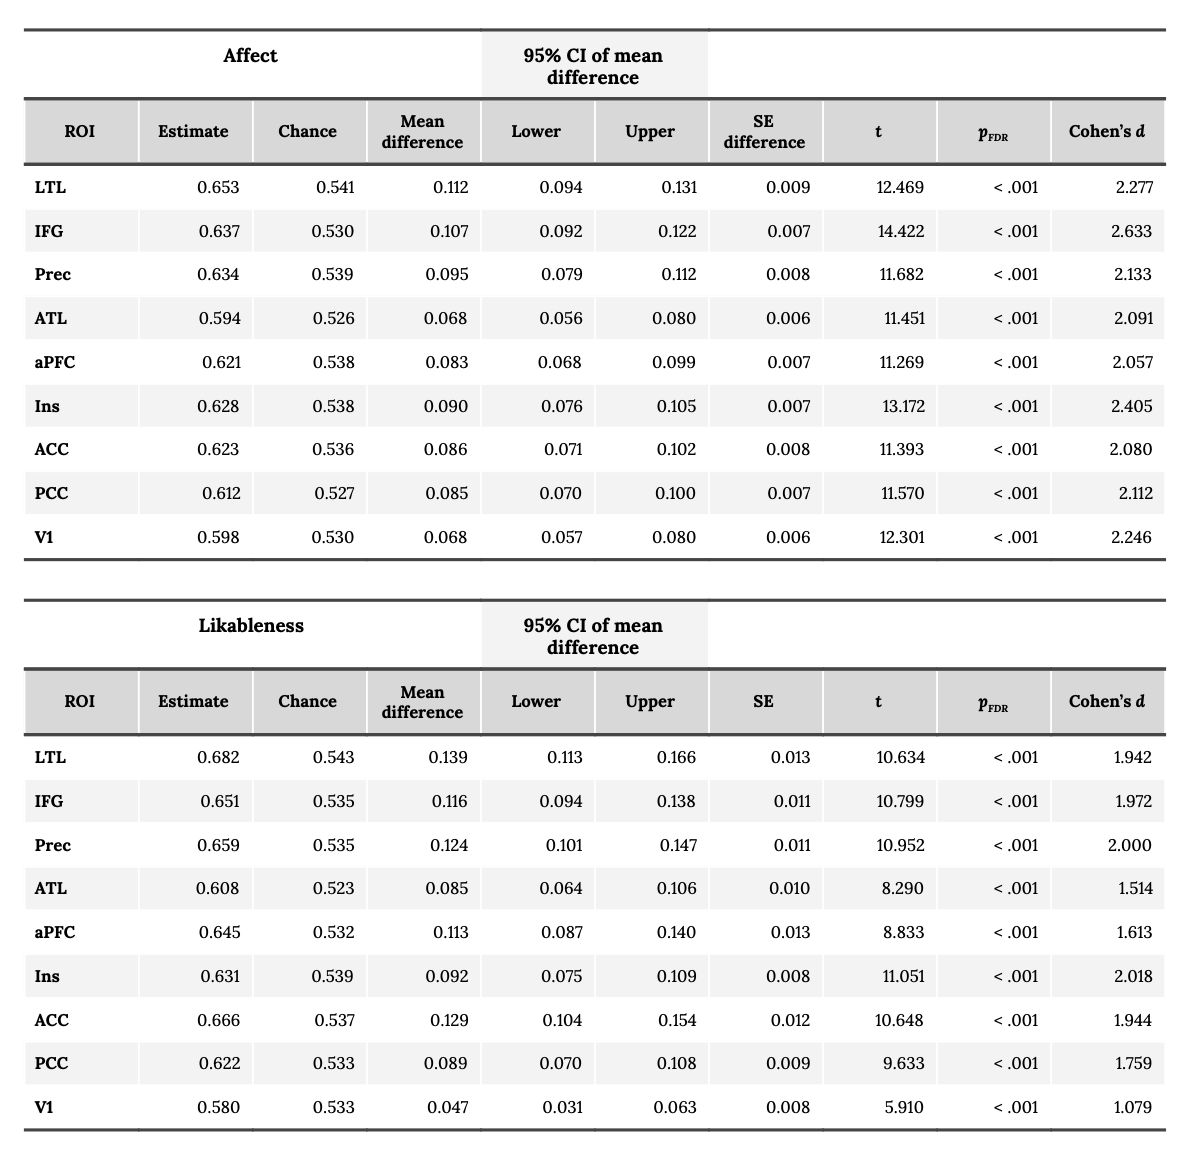 Affect 95% CI of mean
difference
ROI Estimate Chance Mean difference Lower Upper SE difference t pFDR Cohen's d
LTL 0.653 0.541 0.112 0.094 0.131 0.009 12.469 < .001 2.277
IFG 0.637 0.530 0.107 0.092 0.122 0.007 14.422 < .001 2.633
Prec 0.634 0.539 0.095 0.079 0.112 0.008 11.682 < .001 2.133
ATL 0.594 0.526 0.068 0.056 0.080 0.006 11.451 < .001 2.091
aPFC 0.621 0.538 0.083 0.068 0.099 0.007 11.269 < .001 2.057
Ins 0.628 0.538 0.090 0.076 0.105 0.007 13.172 < .001 2.405
ACC 0.623 0.536 0.086 0.071 0.102 0.008 11.393 < .001 2.080
PCC 0.612 0.527 0.085 0.070 0.100 0.007 11.570 < .001 2.112
V1 0.598 0.530 0.068 0.057 0.080 0.006 12.301 < .001 2.246
Likableness 95% CI of mean
difference
ROI Estimate Chance Mean difference Lower Upper SE t pFDR Cohen's d
LTL 0.682 0.543 0.139 0.113 0.166 0.013 10.634 < .001 1.942
IFG 0.651 0.535 0.116 0.094 0.138 0.011 10.799 < .001 1.972
Prec 0.659 0.535 0.124 0.101 0.147 0.011 10.952 < .001 2.000
ATL 0.608 0.523 0.085 0.064 0.106 0.010 8.290 < .001 1.514
aPFC 0.645 0.532 0.113 0.087 0.140 0.013 8.833 < .001 1.613
Ins 0.631 0.539 0.092 0.075 0.109 0.008 11.051 < .001 2.018
ACC 0.666 0.537 0.129 0.104 0.154 0.012 10.648 < .001 1.944
PCC 0.622 0.533 0.089 0.070 0.108 0.009 9.633 < .001 1.759
V1 0.580 0.533 0.047 0.031 0.063 0.008 5.910 < .001 1.079